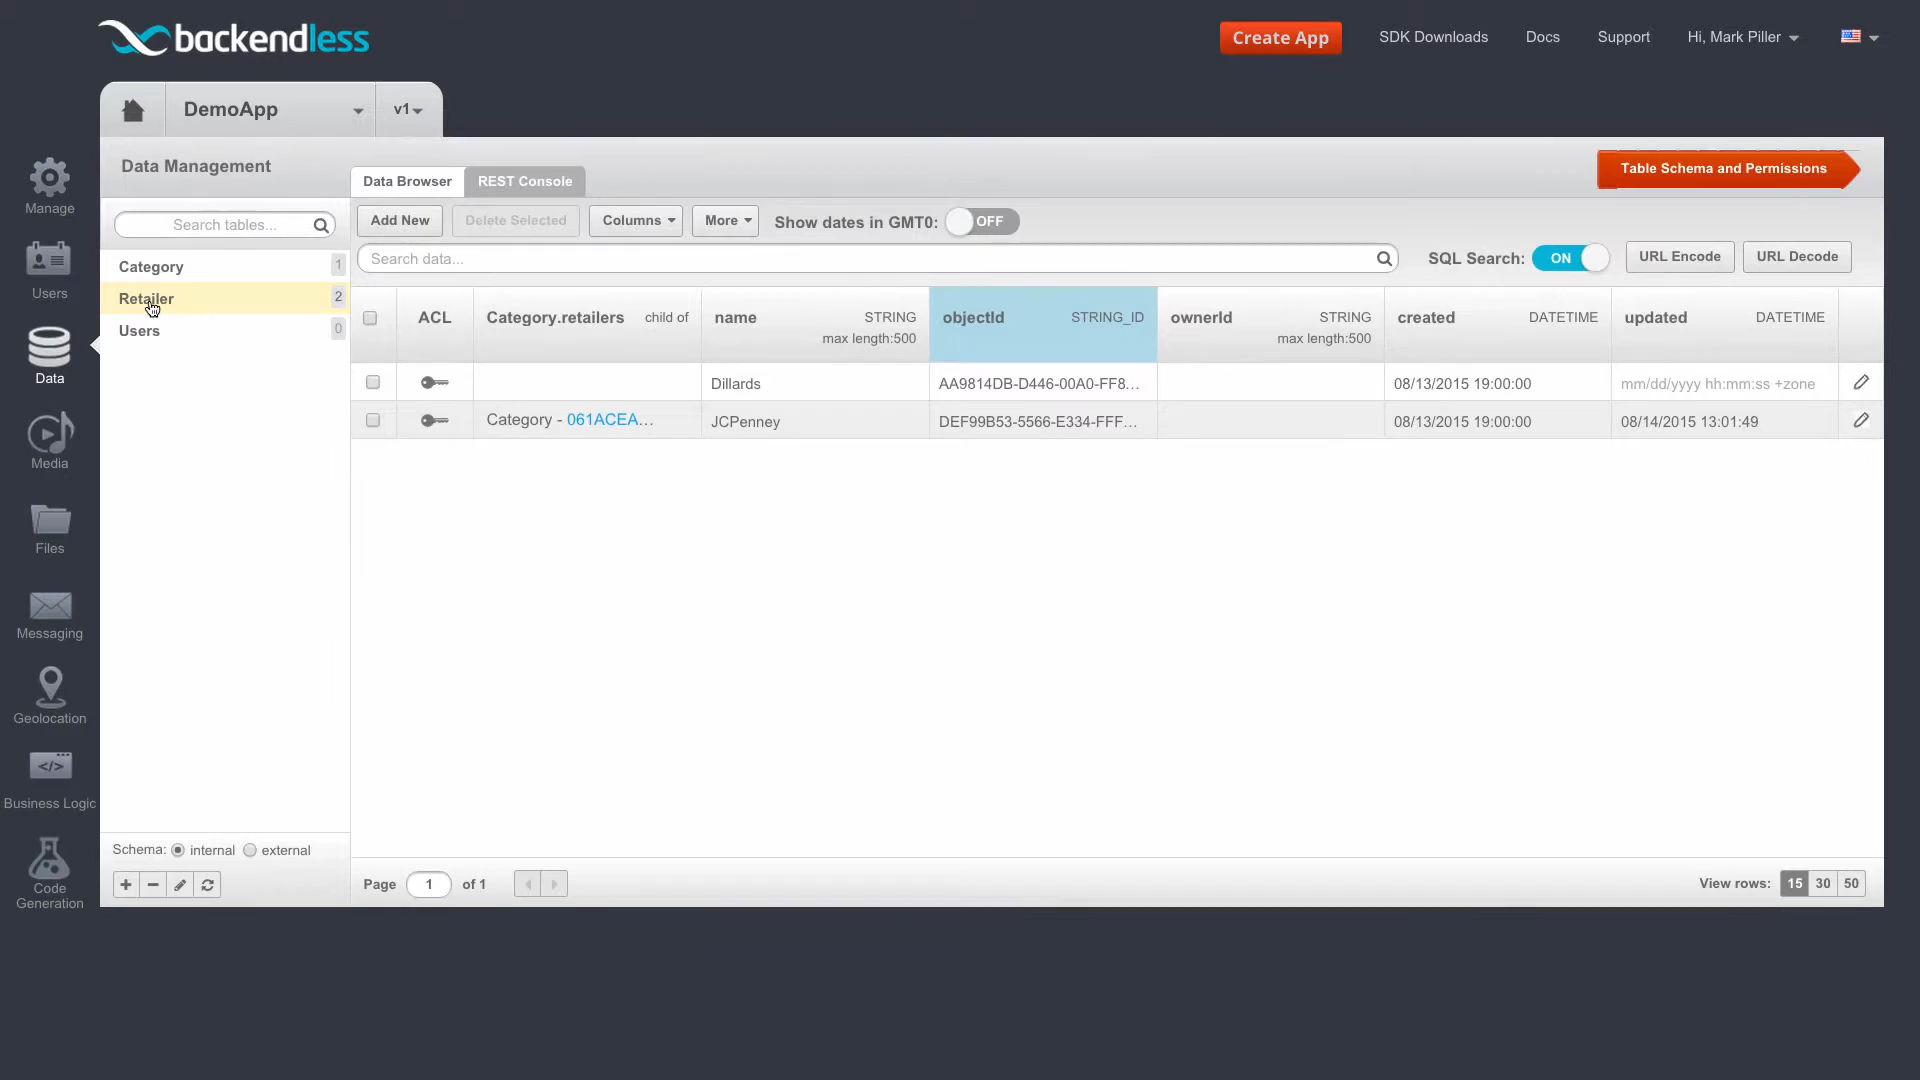 backendless
Create App
SDK Downloads
Docs
Support
Hi, Mark Piller
DemoApp
v1
Data Management
Data Browser
REST Console
Table Schema and Permissions
Manage
Users
Data
Media
Files
Messaging
Geolocation
Business Logic
Code
Generation
Search tables...
Category 1
Retailer 2
Users 0
Add New
Delete Selected
Columns
More
Show dates in GMT0: OFF
Search data...
SQL Search: ON
URL Encode
URL Decode
ACL
Category.retailers child of
name STRING
max length:500
objectId STRING_ID
ownerId STRING
max length:500
created DATETIME
updated DATETIME
Dillards AA9814DB-D446-00A0-FF8... 08/13/2015 19:00:00 mm/dd/yyyy hh:mm:ss +zone
Category - 061ACEA... JCPenney DEF99B53-5566-E334-FFF... 08/13/2015 19:00:00 08/14/2015 13:01:49
Schema: internal external
Page 1 of 1
View rows: 15 30 50